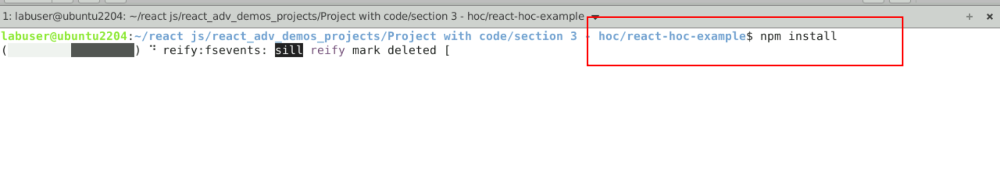 1: labuser@ubuntu2204: ~/react js/react_adv_demos_projects/Project with code/section 3 - hoc/react-hoc-example
labuser@ubuntu2204:~/react js/react_adv_demos_projects/Project with code/section 3 - hoc/react-hoc-example$ npm install
( ) ⠋ reify:fsevents: sill reify mark deleted [